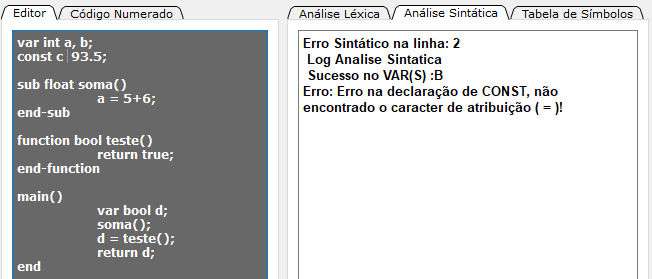 Editor Código Numerado
var int a, b;
const c 93.5;
sub float soma()
a = 5+6;
end-sub
function bool teste()
return true;
end-function
main()
var bool d;
soma();
d = teste();
return d;
end
Análise Léxica Análise Sintática Tabela de Símbolos
Erro Sintático na linha: 2
Log Analise Sintatica
Sucesso no VAR(S) :B
Erro: Erro na declaração de CONST, não
encontrado o caracter de atribuição ( = )!